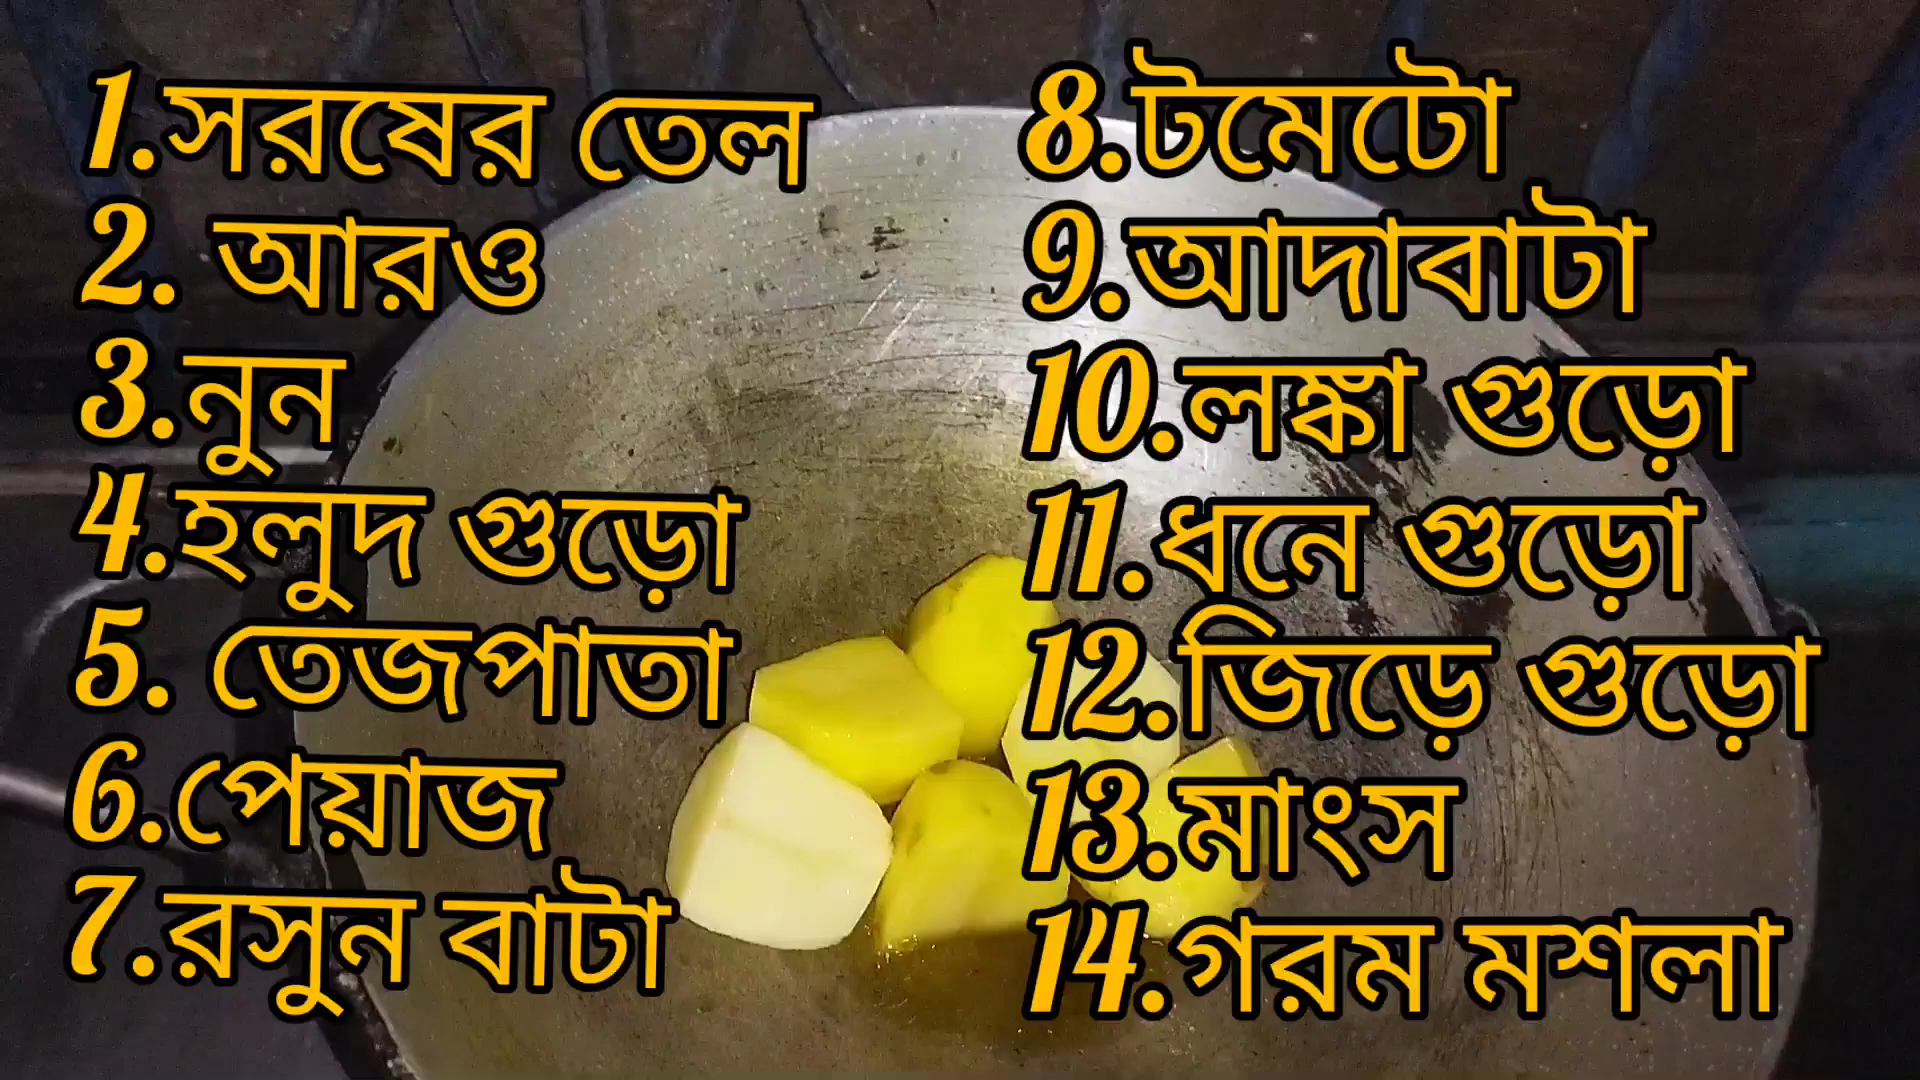 1.সরষের তেল
2. আরও
3.নুন
4.হলুদ গুড়ো
5. তেজপাতা
6.পেয়াজ
7.রসুন বাটা
8.টমেটো
9.আদাবাটা
10.লঙ্কা গুড়ো
11.ধনে গুড়ো
12.জিড়ে গুড়ো
13.মাংস
14.গরম মশলা